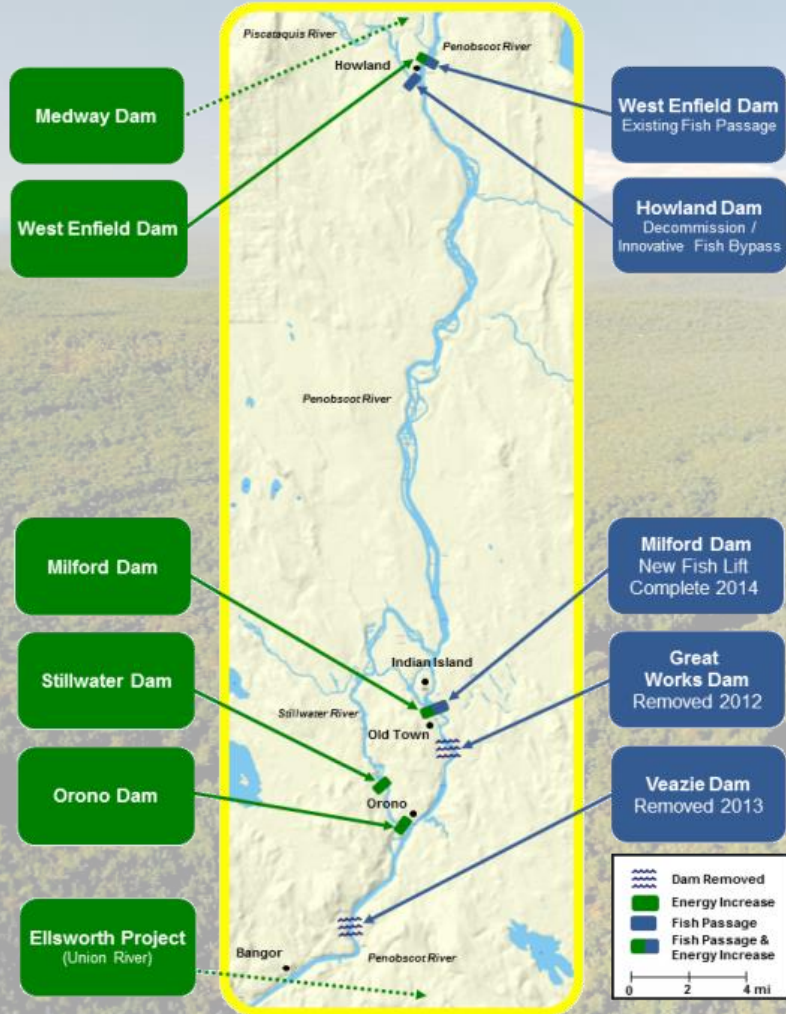 Medway Dam
West Enfield Dam
Milford Dam
Stillwater Dam
Orono Dam
Ellsworth Project
(Union River)
Piscataquis River
Penobscot River
Howland
Penobscot River
Indian Island
Stillwater River
Old Town
Orono
Bangor
Penobscot River
West Enfield Dam
Existing Fish Passage
Howland Dam
Decommission /
Innovative Fish Bypass
Milford Dam
New Fish Lift
Complete 2014
Great
Works Dam
Removed 2012
Veazie Dam
Removed 2013
Dam Removed
Energy Increase
Fish Passage
Fish Passage &
Energy Increase
0 2 4 mi